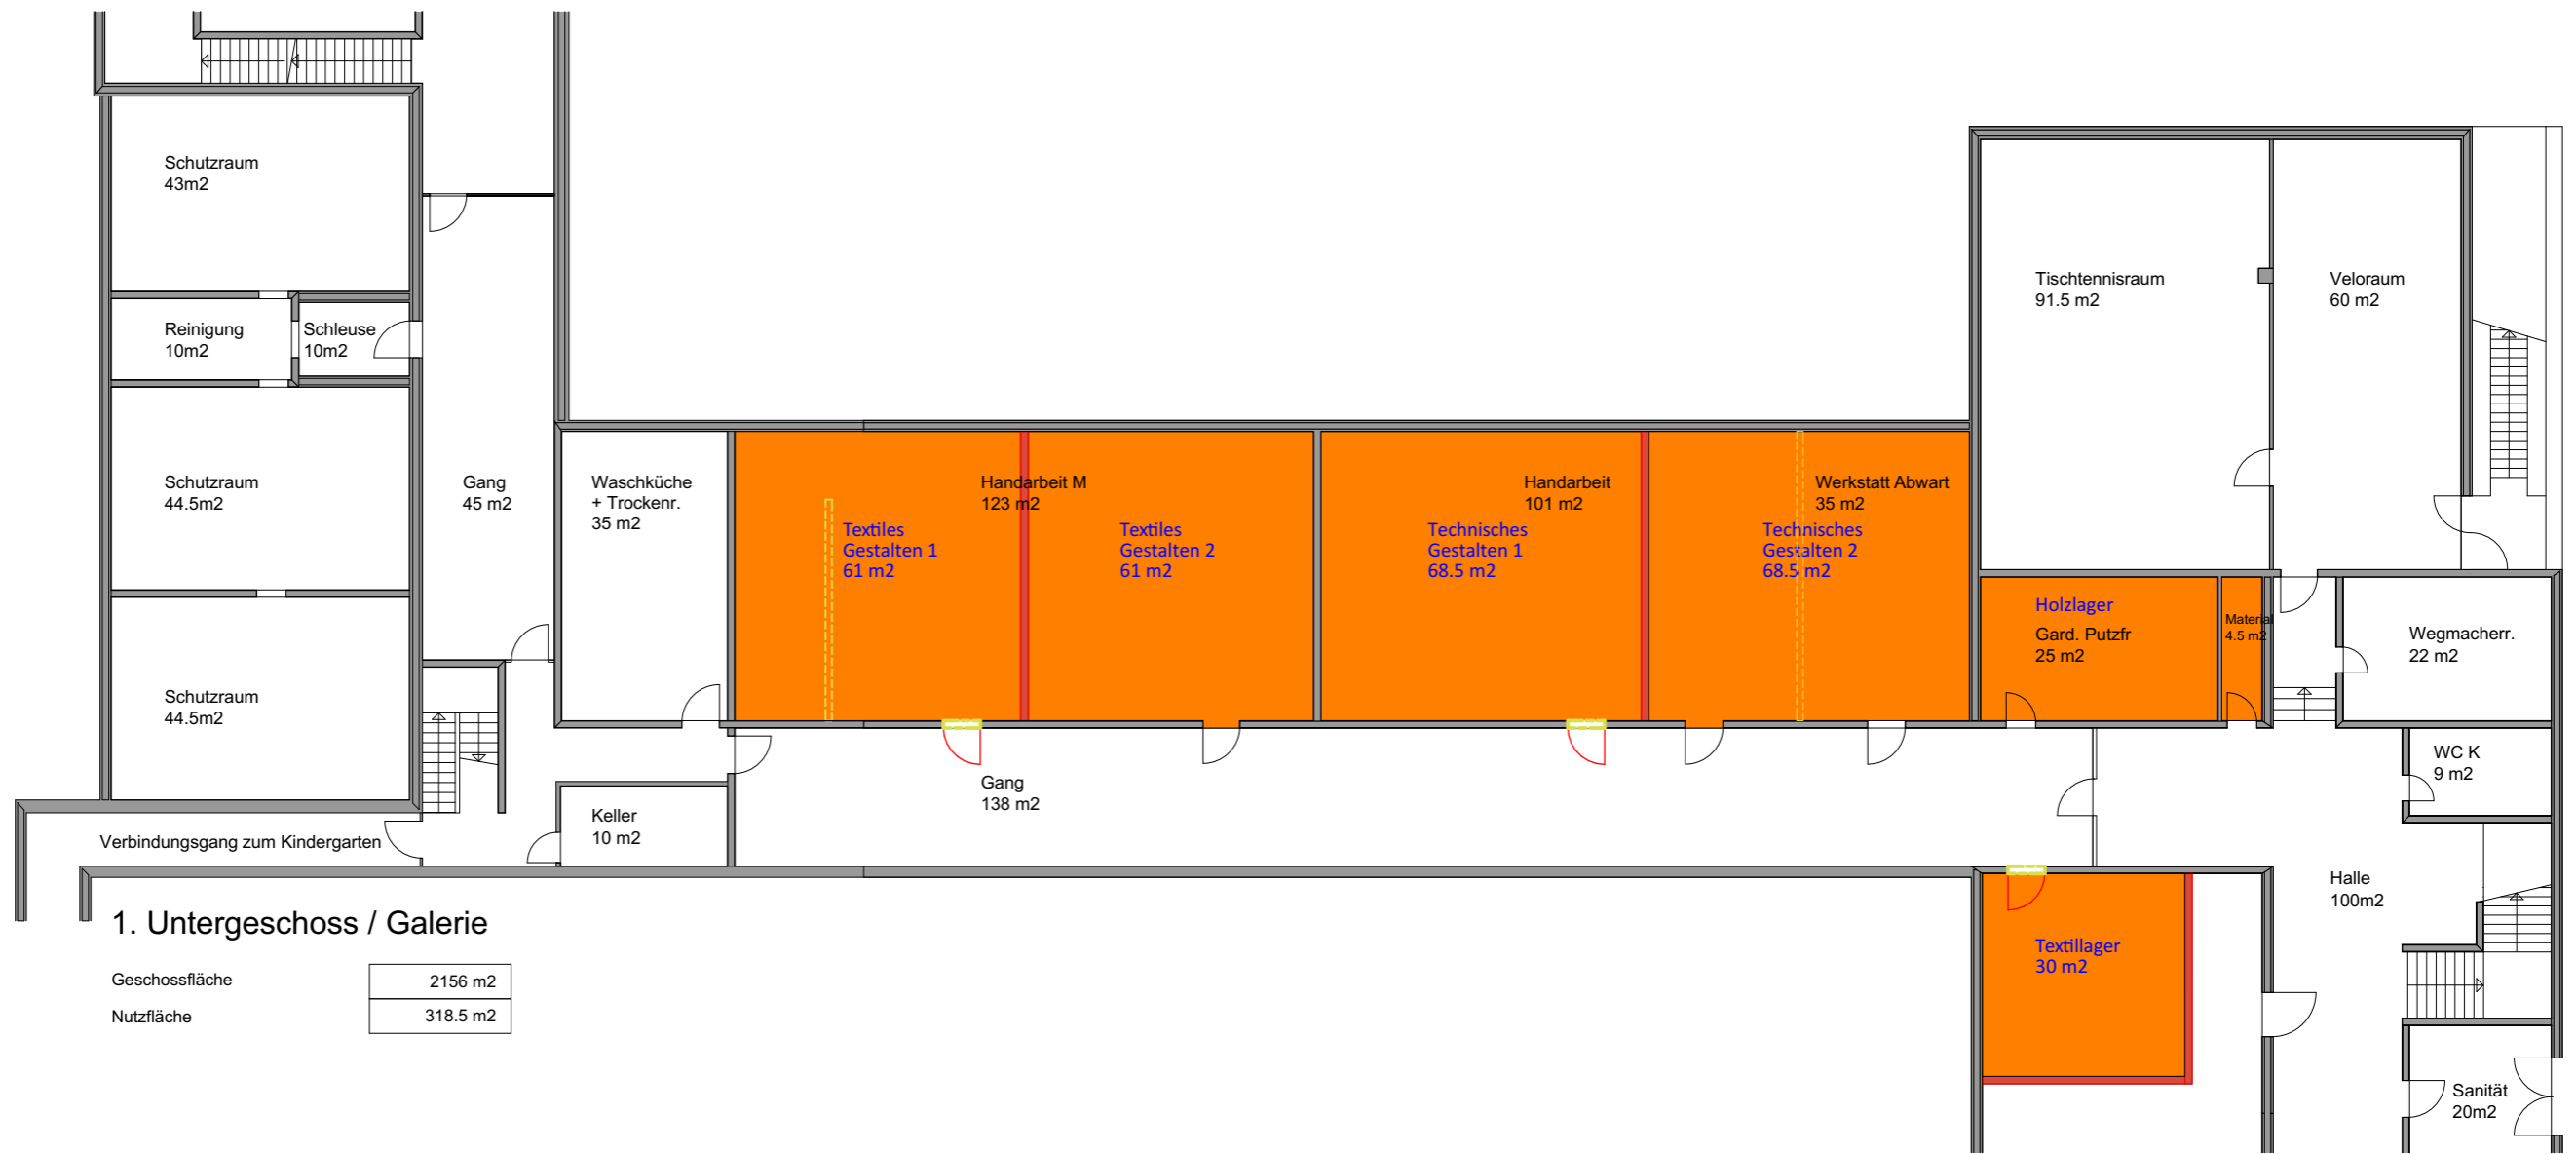 Schutzraum
43m2
Reinigung
10m2
Schleuse
10m2
Schutzraum
44.5m2
Schutzraum
44.5m2
Gang
45 m2
Waschküche
+ Trockenr.
35 m2
Handarbeit M
123 m2
Textiles
Gestalten 1
61 m2
Textiles
Gestalten 2
61 m2
Handarbeit
101 m2
Technisches
Gestalten 1
68.5 m2
Werkstatt Abwart
35 m2
Technisches
Gestalten 2
68.5 m2
Tischtennisraum
91.5 m2
Veloraum
60 m2
Holzlager
Gard. Putzfr
25 m2
Material
4.5 m2
Wegmacherr.
22 m2
WC K
9 m2
Gang
138 m2
Keller
10 m2
Verbindungsgang zum Kindergarten
Halle
100m2
Textillager
30 m2
Sanität
20m2
1. Untergeschoss / Galerie
Geschossfläche 2156 m2
Nutzfläche 318.5 m2